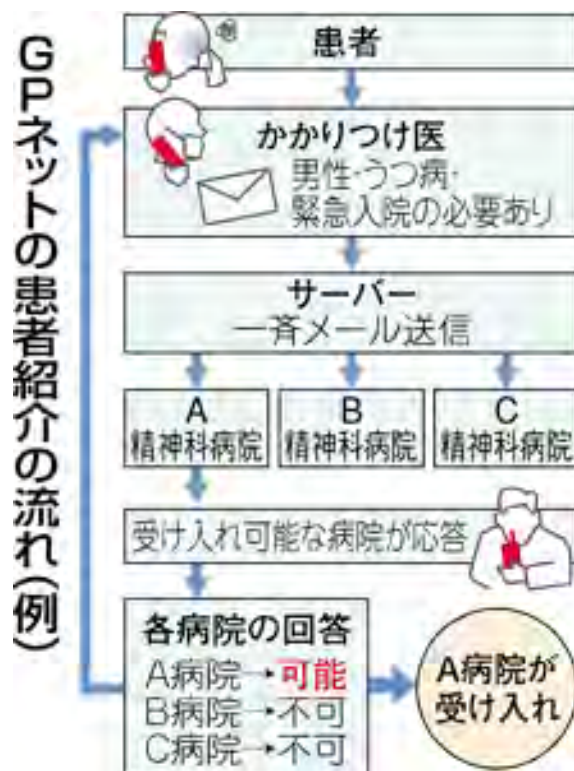 GPネットの患者紹介の流れ(例)
患者
かかりつけ医
男性・うつ病・
緊急入院の必要あり
サーバー
一斉メール送信
A
精神科病院
B
精神科病院
C
精神科病院
受け入れ可能な病院が応答
各病院の回答
A病院→可能
B病院→不可
C病院→不可
A病院が
受け入れ